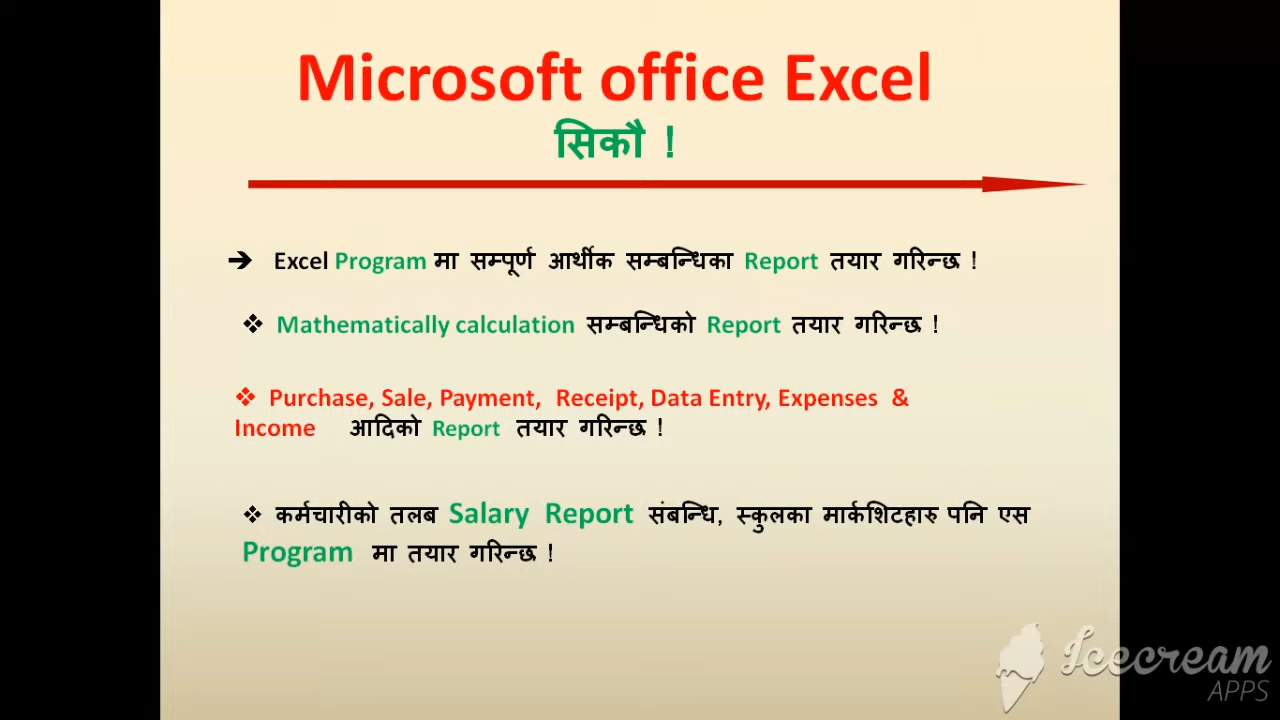 Microsoft office Excel
सिकौ !
➔ Excel Program मा सम्पूर्ण आर्थीक सम्बन्धिका Report तयार गरिन्छ !
❖ Mathematically calculation सम्बन्धिको Report तयार गरिन्छ !
❖ Purchase, Sale, Payment, Receipt, Data Entry, Expenses &
Income आदिको Report तयार गरिन्छ !
❖ कर्मचारीको तलब Salary Report संबन्धि, स्कुलका मार्कशिटहारु पनि एस
Program मा तयार गरिन्छ !
Icecream
APPS